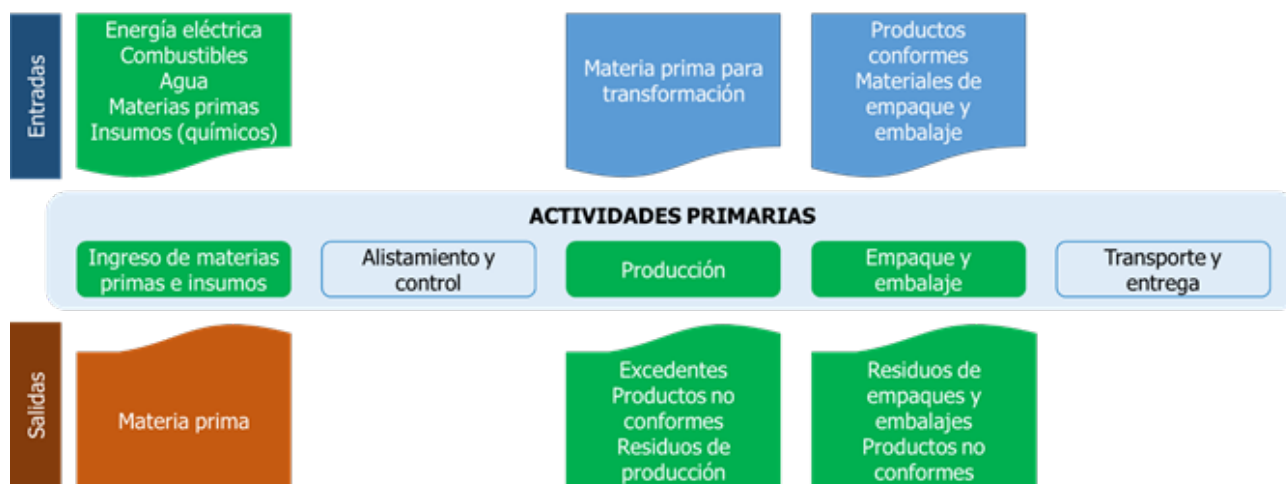 Entradas
Energía eléctrica
Combustibles
Agua
Materias primas
Insumos (químicos)
Materia prima para
transformación
Productos
conformes
Materiales de
empaque y
embalaje
ACTIVIDADES PRIMARIAS
Ingreso de materias
primas e insumos
Alistamiento y
control
Producción
Empaque y
embalaje
Transporte y
entrega
Salidas
Materia prima
Excedentes
Productos no
conformes
Residuos de
producción
Residuos de
empaques y
embalajes
Productos no
conformes